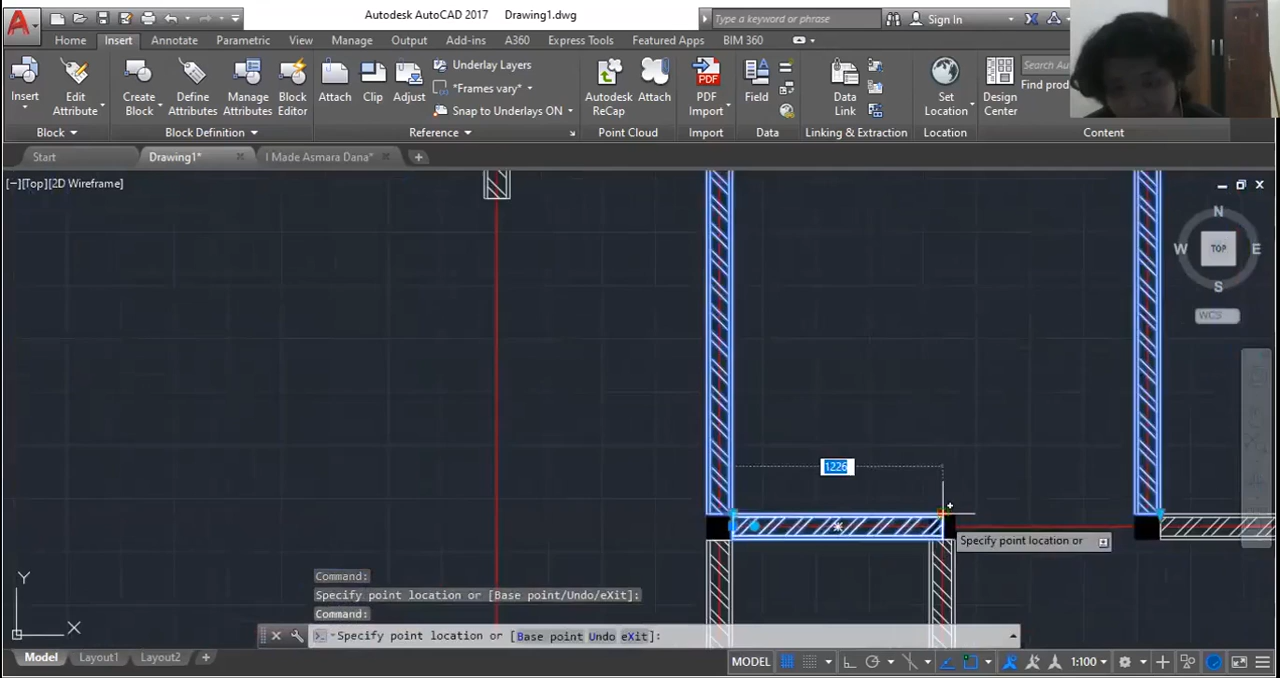 Autodesk AutoCAD 2017 Drawing1.dwg
Type a keyword or phrase
Sign In
Home Insert Annotate Parametric View Manage Output Add-ins A360 Express Tools Featured Apps BIM 360
Insert
Edit Attribute
Create Block
Define Attributes
Manage Attributes
Block Editor
Attach
Clip
Adjust
Underlay Layers
*Frames vary*
Snap to Underlays ON
Autodesk ReCap
Attach
PDF Import
Field
Data Link
Set Location
Design Center
Search Au
Find produ
Block
Block Definition
Reference
Point Cloud
Import
Data
Linking & Extraction
Location
Content
Start
Drawing1*
I Made Asmara Dana*
[−][Top][2D Wireframe]
N
W
TOP
E
S
WCS
1226
Specify point location or
Y
X
Command:
Specify point location or [Base point/Undo/eXit]:
Command:
Specify point location or [Base point Undo eXit]:
Model
Layout1
Layout2
+
MODEL
1:100